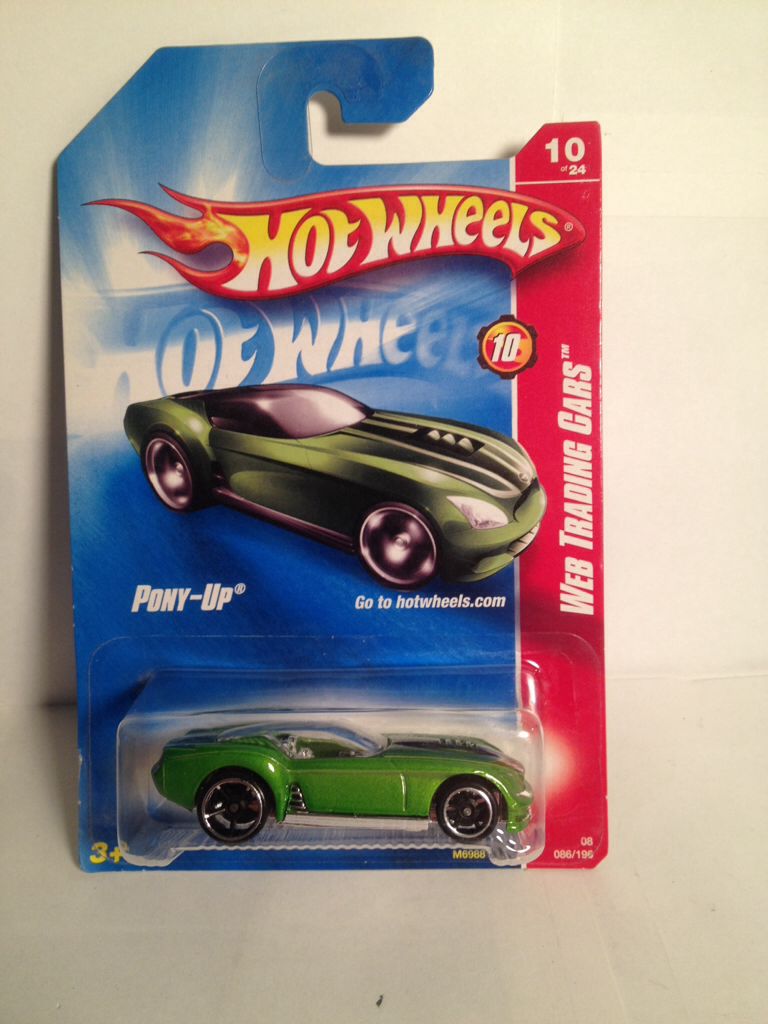 10
of 24
HOT WHEELS®
HOT WHEEL
10
WEB TRADING CARS™
PONY-UP®
Go to hotwheels.com
3+
M6988
08
086/196